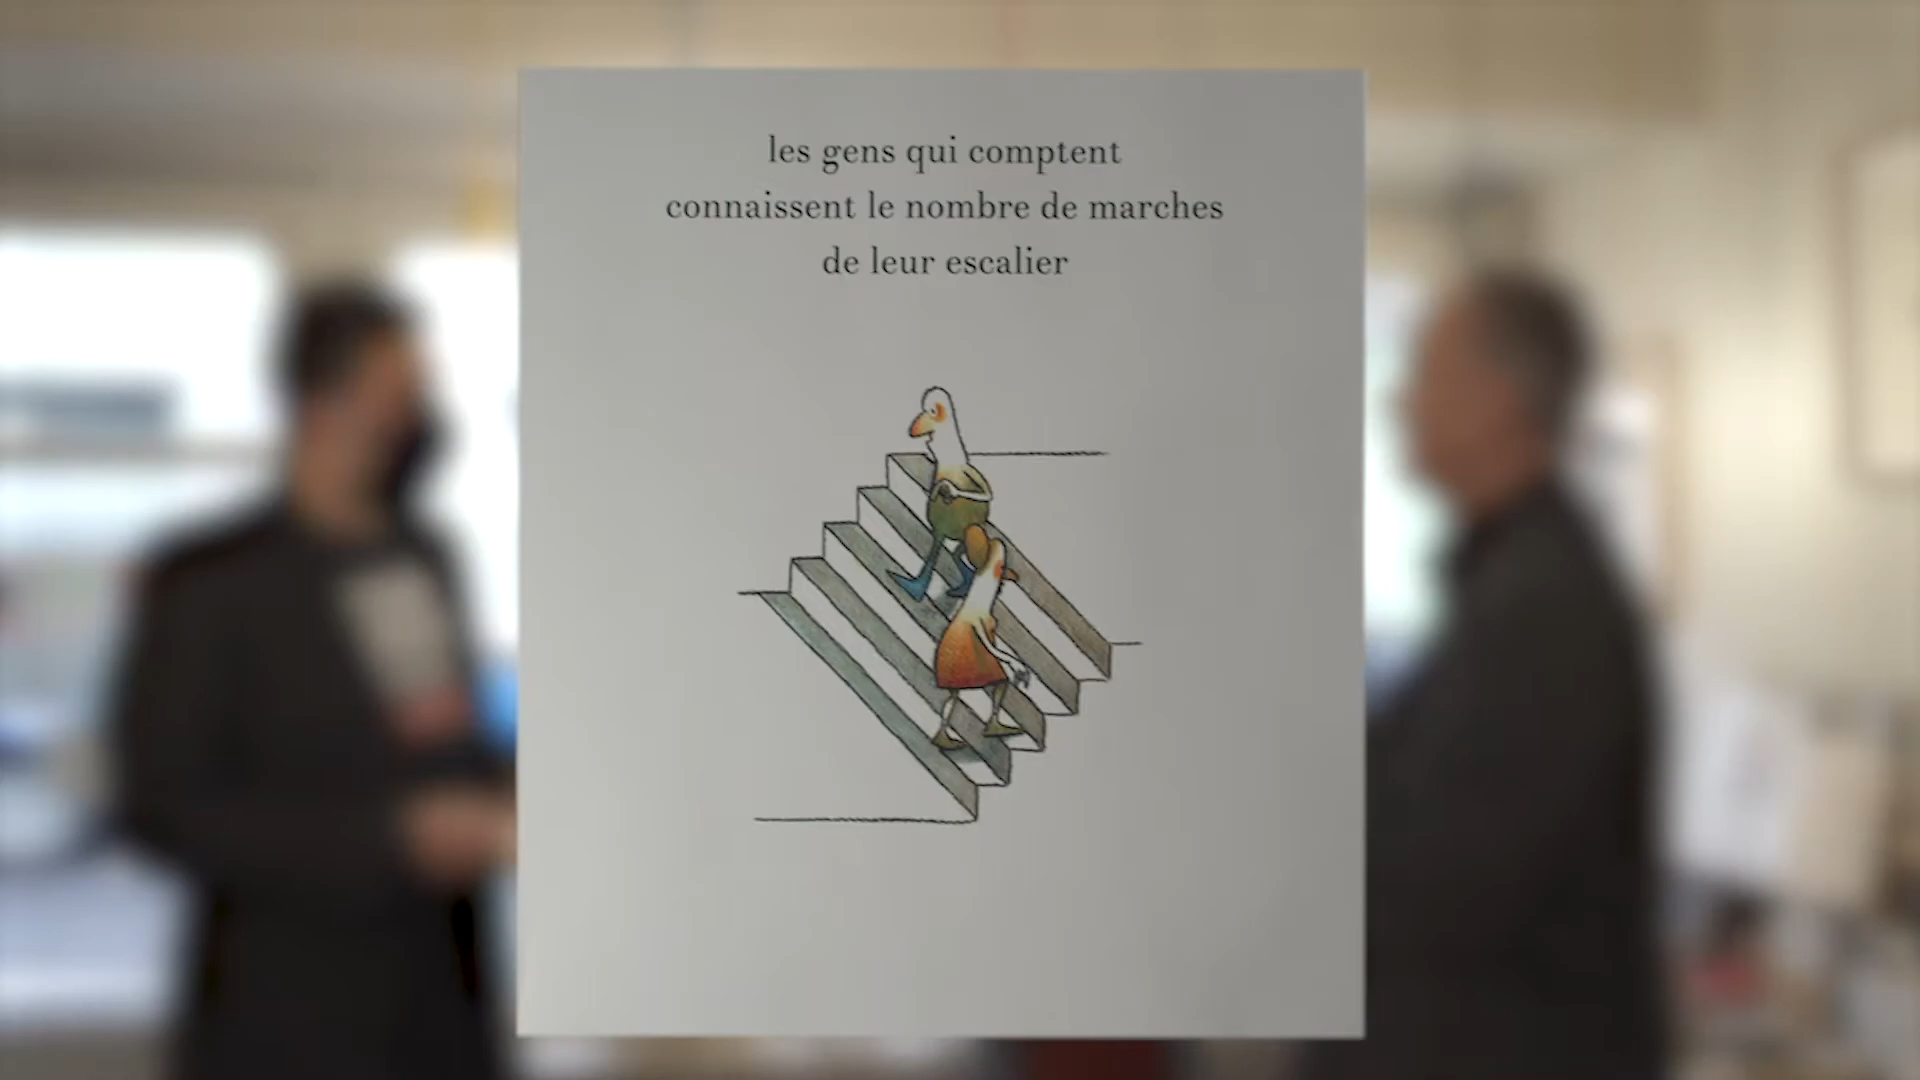 les gens qui comptent
connaissent le nombre de marches
de leur escalier